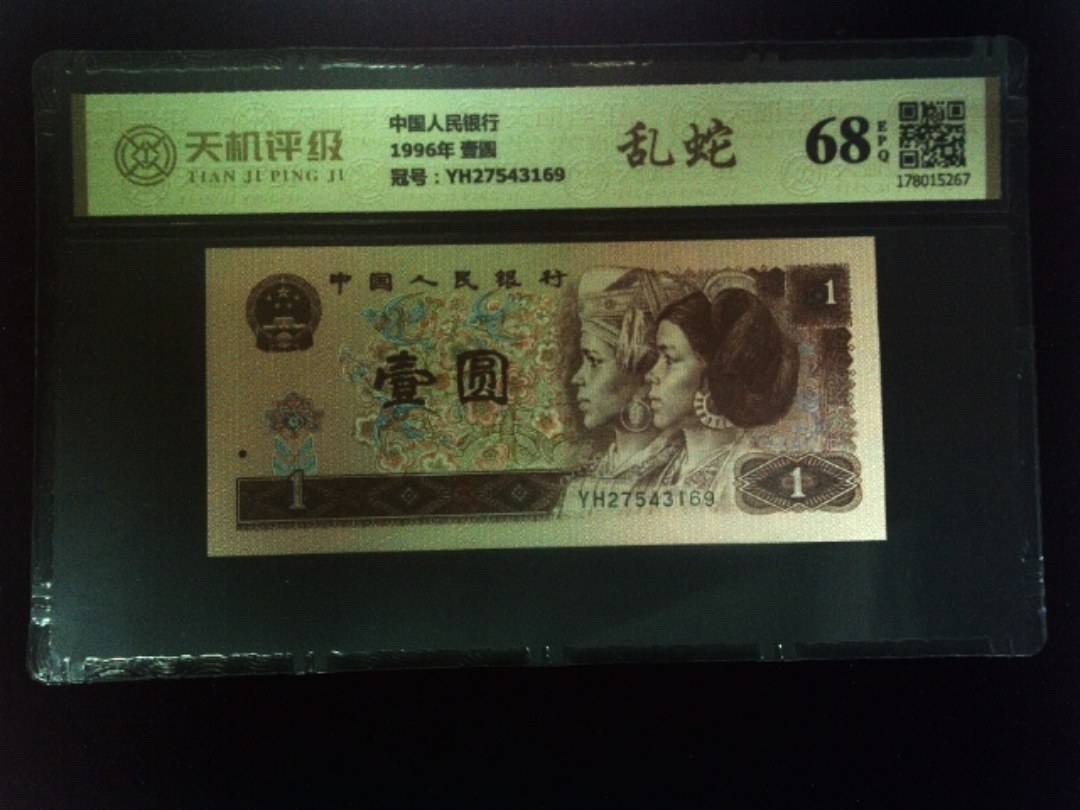 天机评级
TIAN JI PING JI
中国人民银行
1996年 壹圆
冠号：YH27543169
乱蛇
68
EPQ
178015267
中国人民银行
1
壹圆
1
YH27543169
1